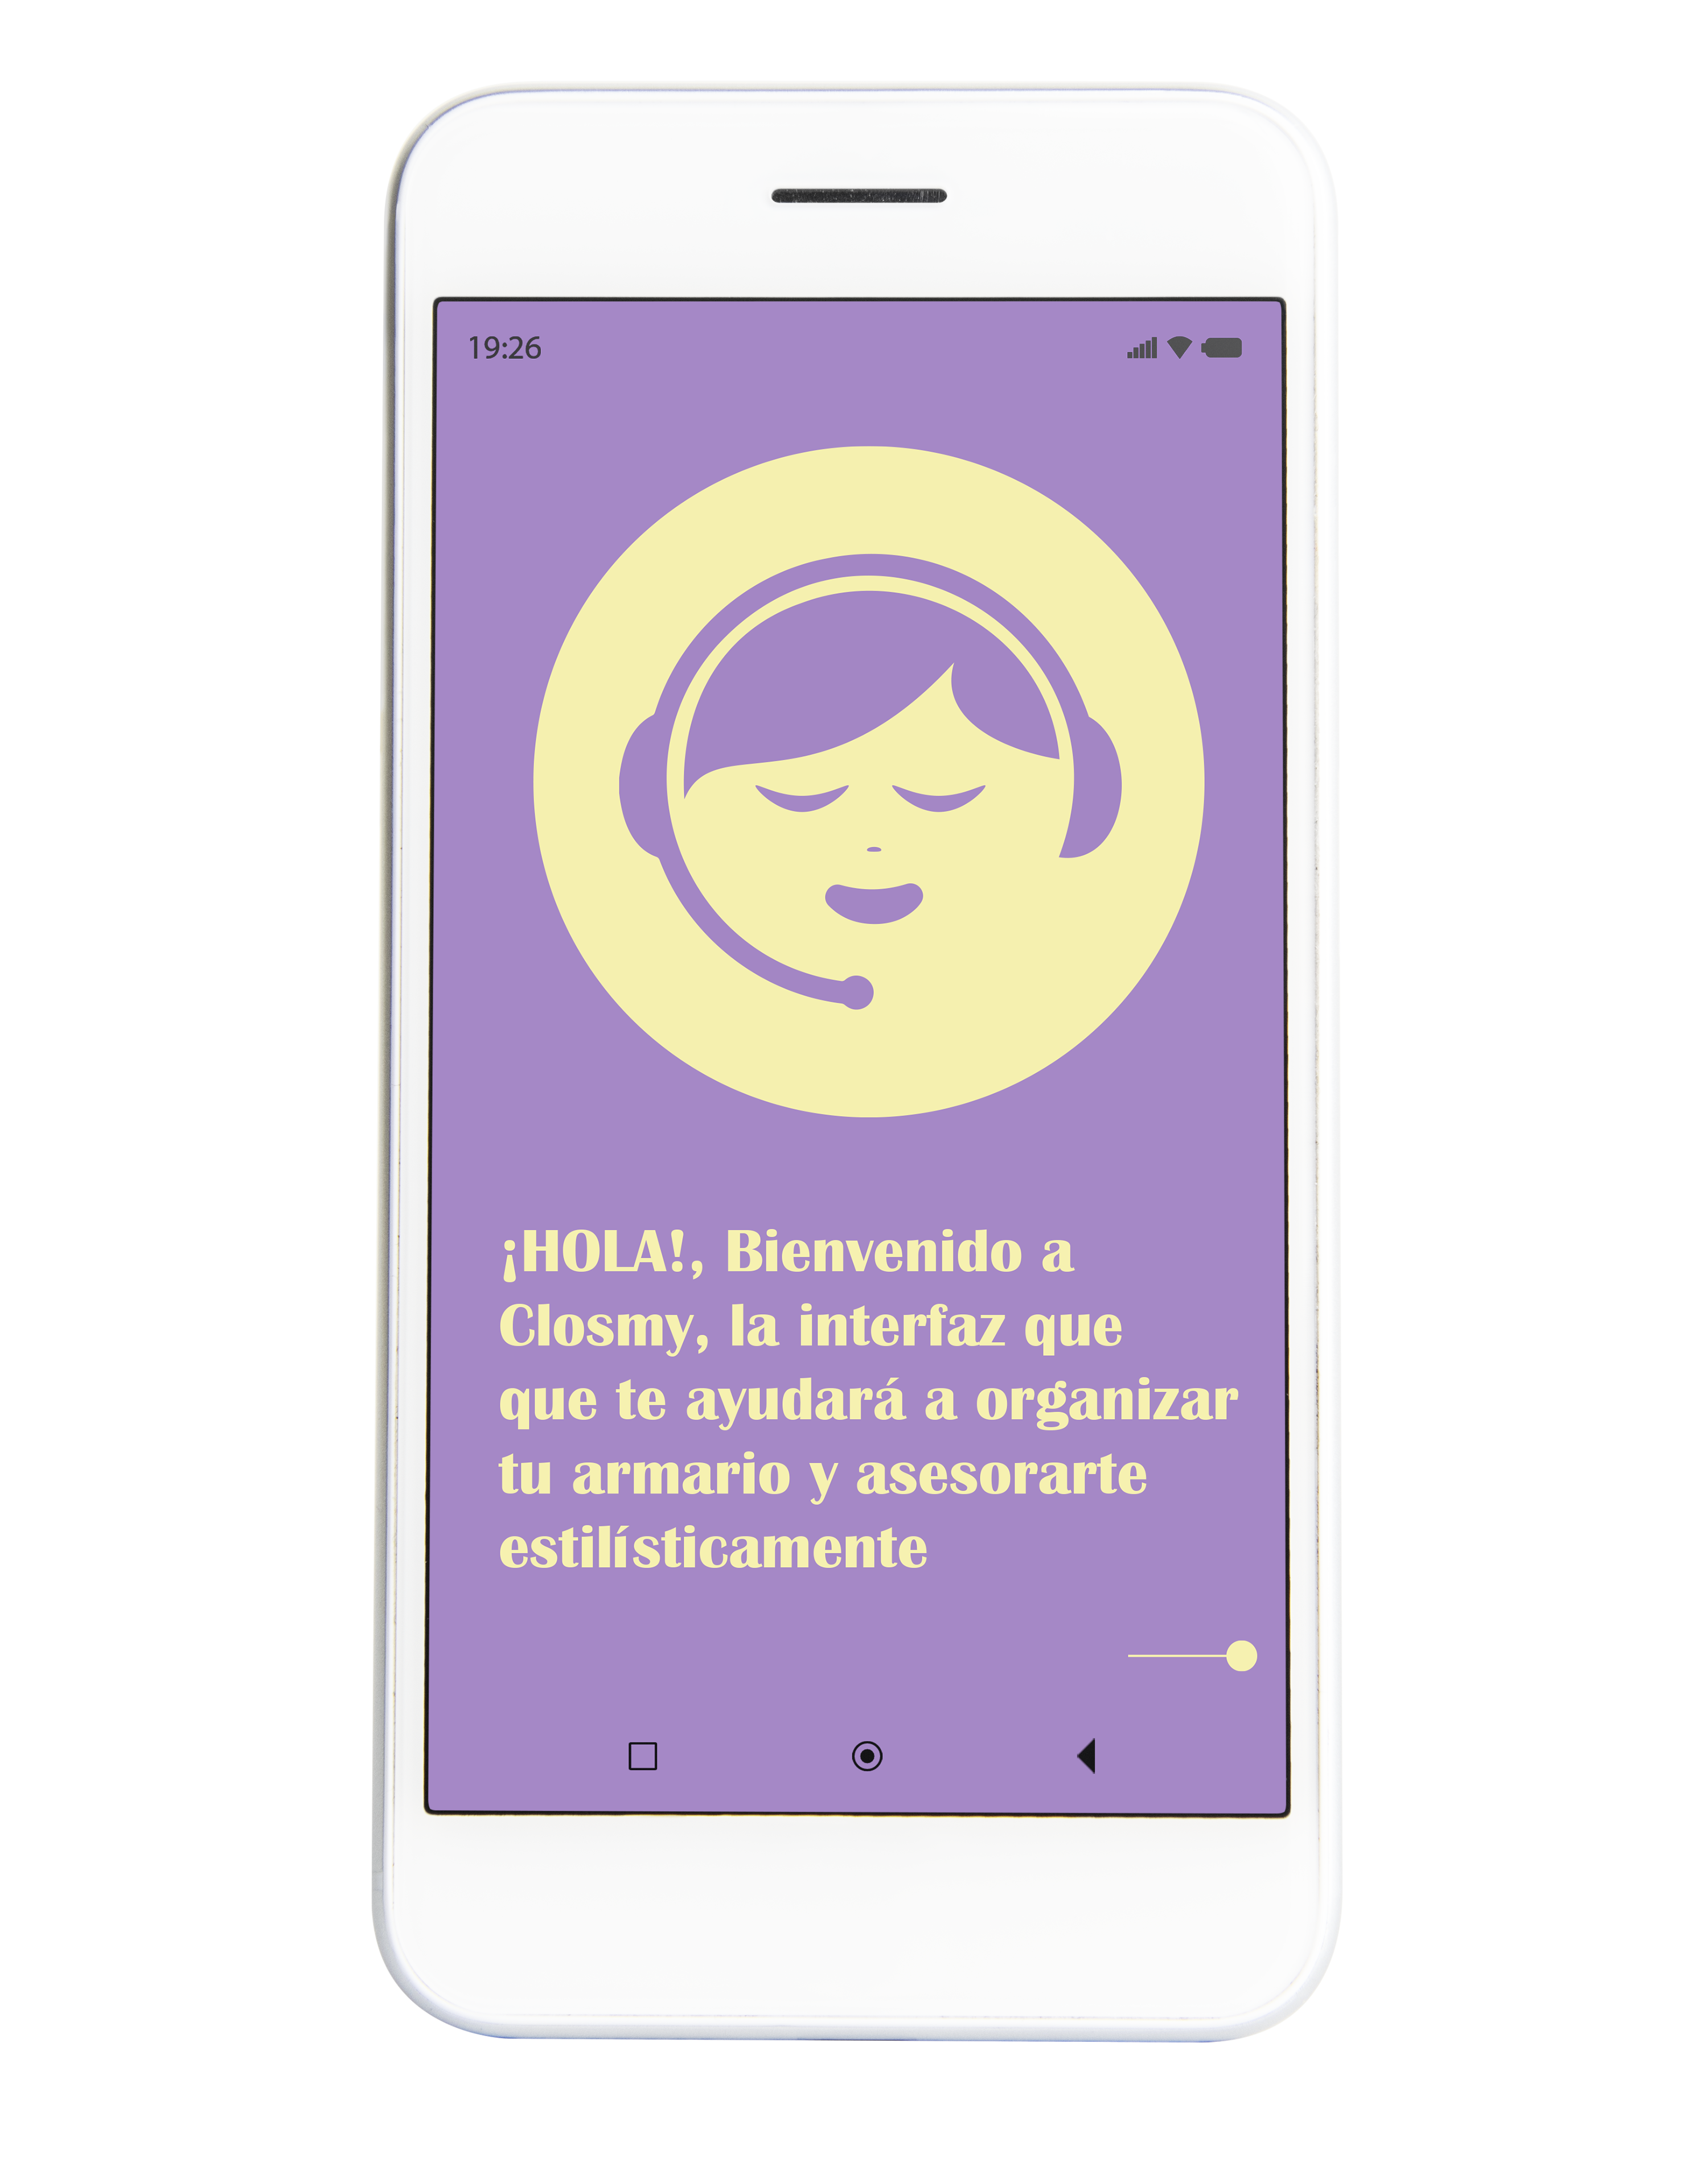 19:26
¡HOLA!, Bienvenido a
Closmy, la interfaz que
que te ayudará a organizar
tu armario y asesorarte
estilísticamente